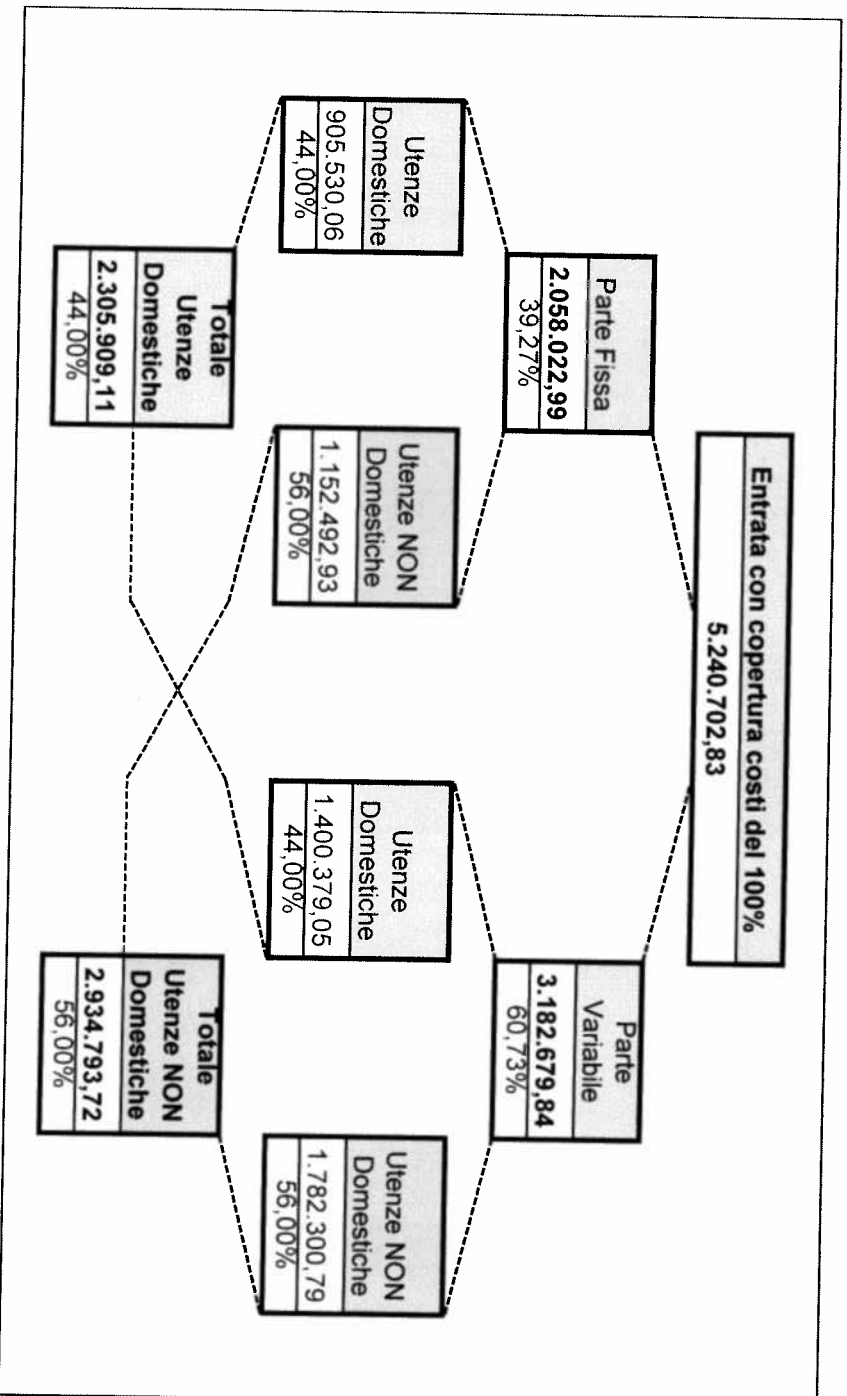 Entrata con copertura costi del 100%
5.240.702,83
Parte Fissa
2.058.022,99
39,27%
Parte
Variabile
3.182.679,84
60,73%
Utenze
Domestiche
905.530,06
44,00%
Utenze NON
Domestiche
1.152.492,93
56,00%
Utenze
Domestiche
1.400.379,05
44,00%
Utenze NON
Domestiche
1.782.300,79
56,00%
Totale
Utenze
Domestiche
2.305.909,11
44,00%
Totale
Utenze NON
Domestiche
2.934.793,72
56,00%